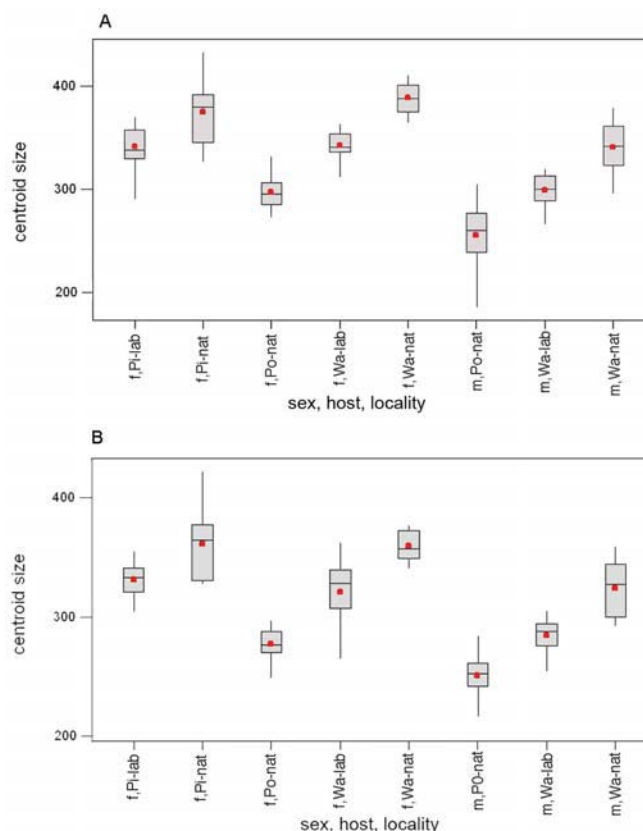 A
400
300
200
centroid size
f,Pi-lab
f,Pi-nat
f,Po-nat
f,Wa-lab
f,Wa-nat
m,Po-nat
m,Wa-lab
m,Wa-nat
sex, host, locality
B
400
300
200
centroid size
f,Pi-lab
f,Pi-nat
f,Po-nat
f,Wa-lab
f,Wa-nat
m,P0-nat
m,Wa-lab
m,Wa-nat
sex, host, locality